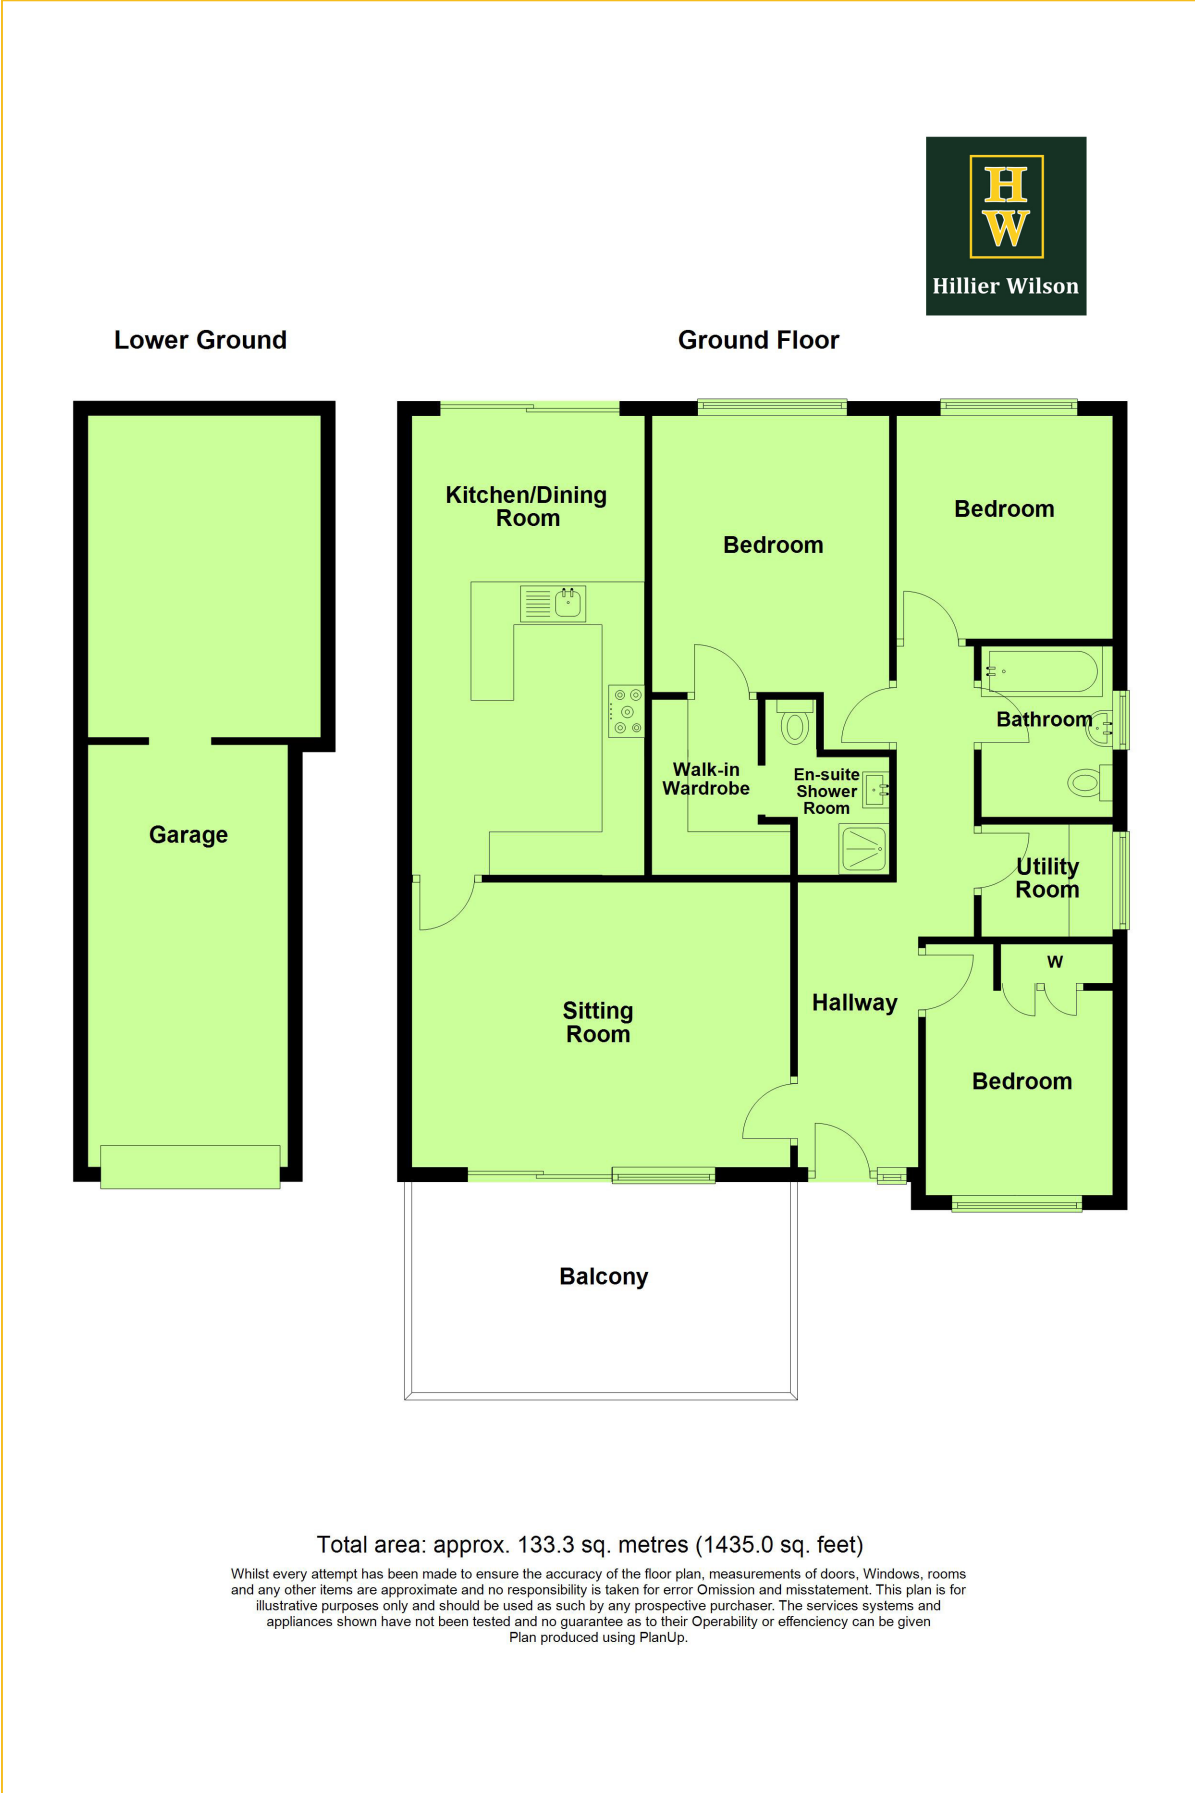 H
W
Hillier Wilson
Lower Ground
Ground Floor
Kitchen/Dining
Room
Bedroom
Bedroom
Bathroom
Walk-in
Wardrobe
En-suite
Shower
Room
Garage
Utility
Room
W
Hallway
Sitting
Room
Bedroom
Balcony
Total area: approx. 133.3 sq. metres (1435.0 sq. feet)
Whilst every attempt has been made to ensure the accuracy of the floor plan, measurements of doors, Windows, rooms
and any other items are approximate and no responsibility is taken for error Omission and misstatement. This plan is for
illustrative purposes only and should be used as such by any prospective purchaser. The services systems and
appliances shown have not been tested and no guarantee as to their Operability or effenciency can be given
Plan produced using PlanUp.